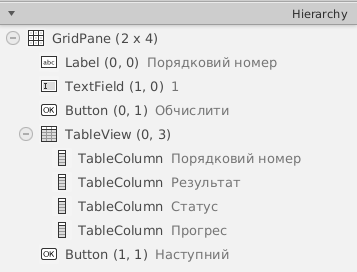 Hierarchy
GridPane (2 x 4)
abc Label (0, 0) Порядковий номер
TextField (1, 0) 1
OK Button (0, 1) Обчислити
TableView (0, 3)
TableColumn Порядковий номер
TableColumn Результат
TableColumn Статус
TableColumn Прогрес
OK Button (1, 1) Наступний